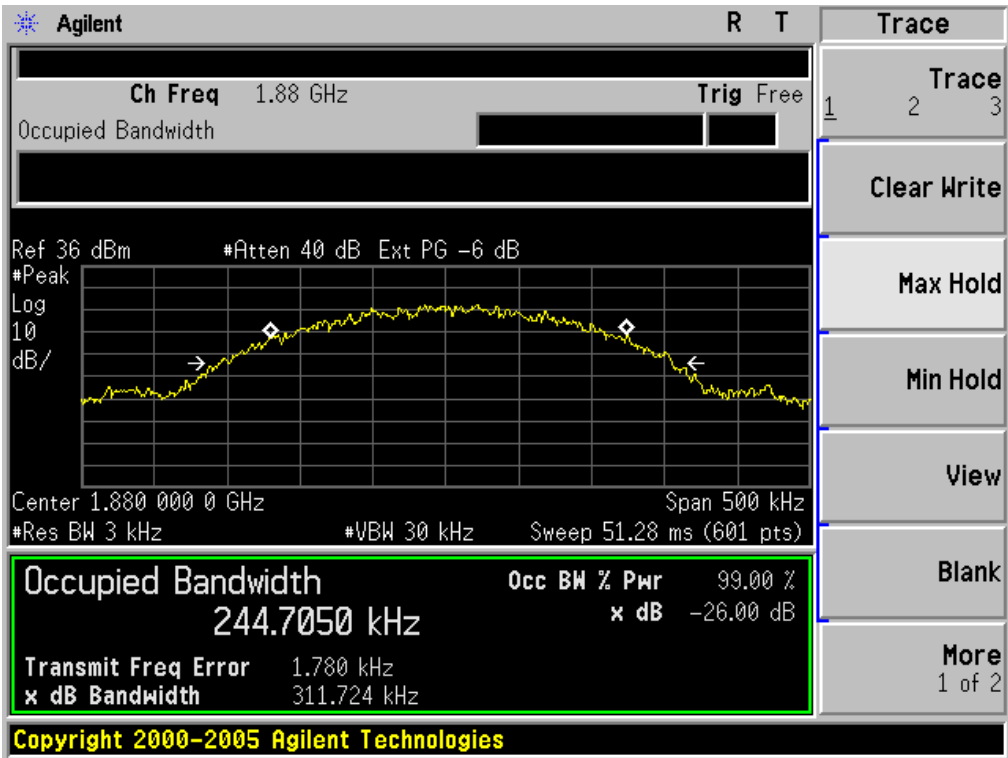 Agilent R T Trace
Ch Freq 1.88 GHz Trig Free
Occupied Bandwidth
Trace
1 2 3
Clear Write
Max Hold
Min Hold
View
Blank
More
1 of 2
Ref 36 dBm #Atten 40 dB Ext PG -6 dB
#Peak
Log
10
dB/
Center 1.880 000 0 GHz Span 500 kHz
#Res BW 3 kHz #VBW 30 kHz Sweep 51.28 ms (601 pts)
Occupied Bandwidth Occ BW % Pwr 99.00 %
244.7050 kHz x dB -26.00 dB
Transmit Freq Error 1.780 kHz
x dB Bandwidth 311.724 kHz
Copyright 2000-2005 Agilent Technologies